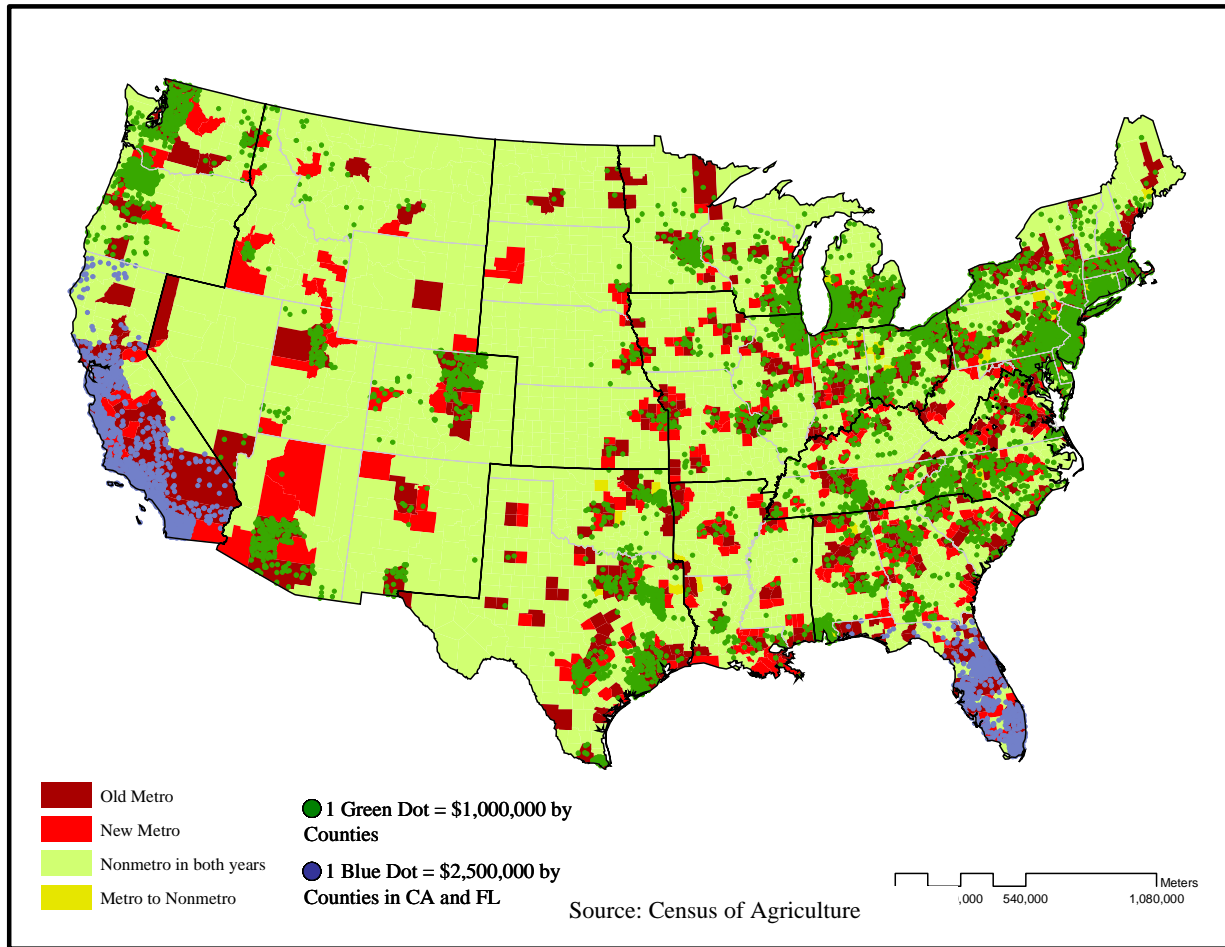 Old Metro
New Metro
Nonmetro in both years
Metro to Nonmetro
1 Green Dot = $1,000,000 by
Counties
1 Blue Dot = $2,500,000 by
Counties in CA and FL
Source: Census of Agriculture
Meters
540,000
1,080,000